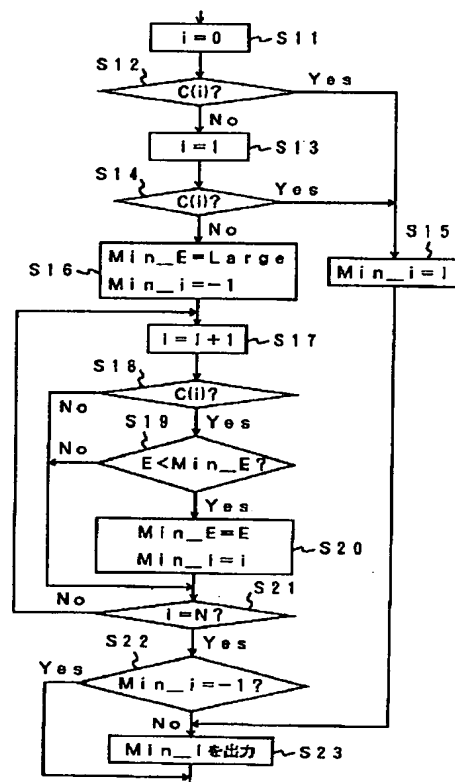 i=0
S11
S12
C(i)?
Yes
No
i=1
S13
S14
C(i)?
Yes
No
S15
Min_i=i
S16
Min_E=Large
Min_i=-1
i=i+1
S17
S18
C(i)?
No
Yes
S19
No
E<Min_E?
Yes
Min_E=E
Min_i=i
S20
S21
No
i=N?
Yes
S22
Yes
Min_i=-1?
No
Min_iを出力
S23